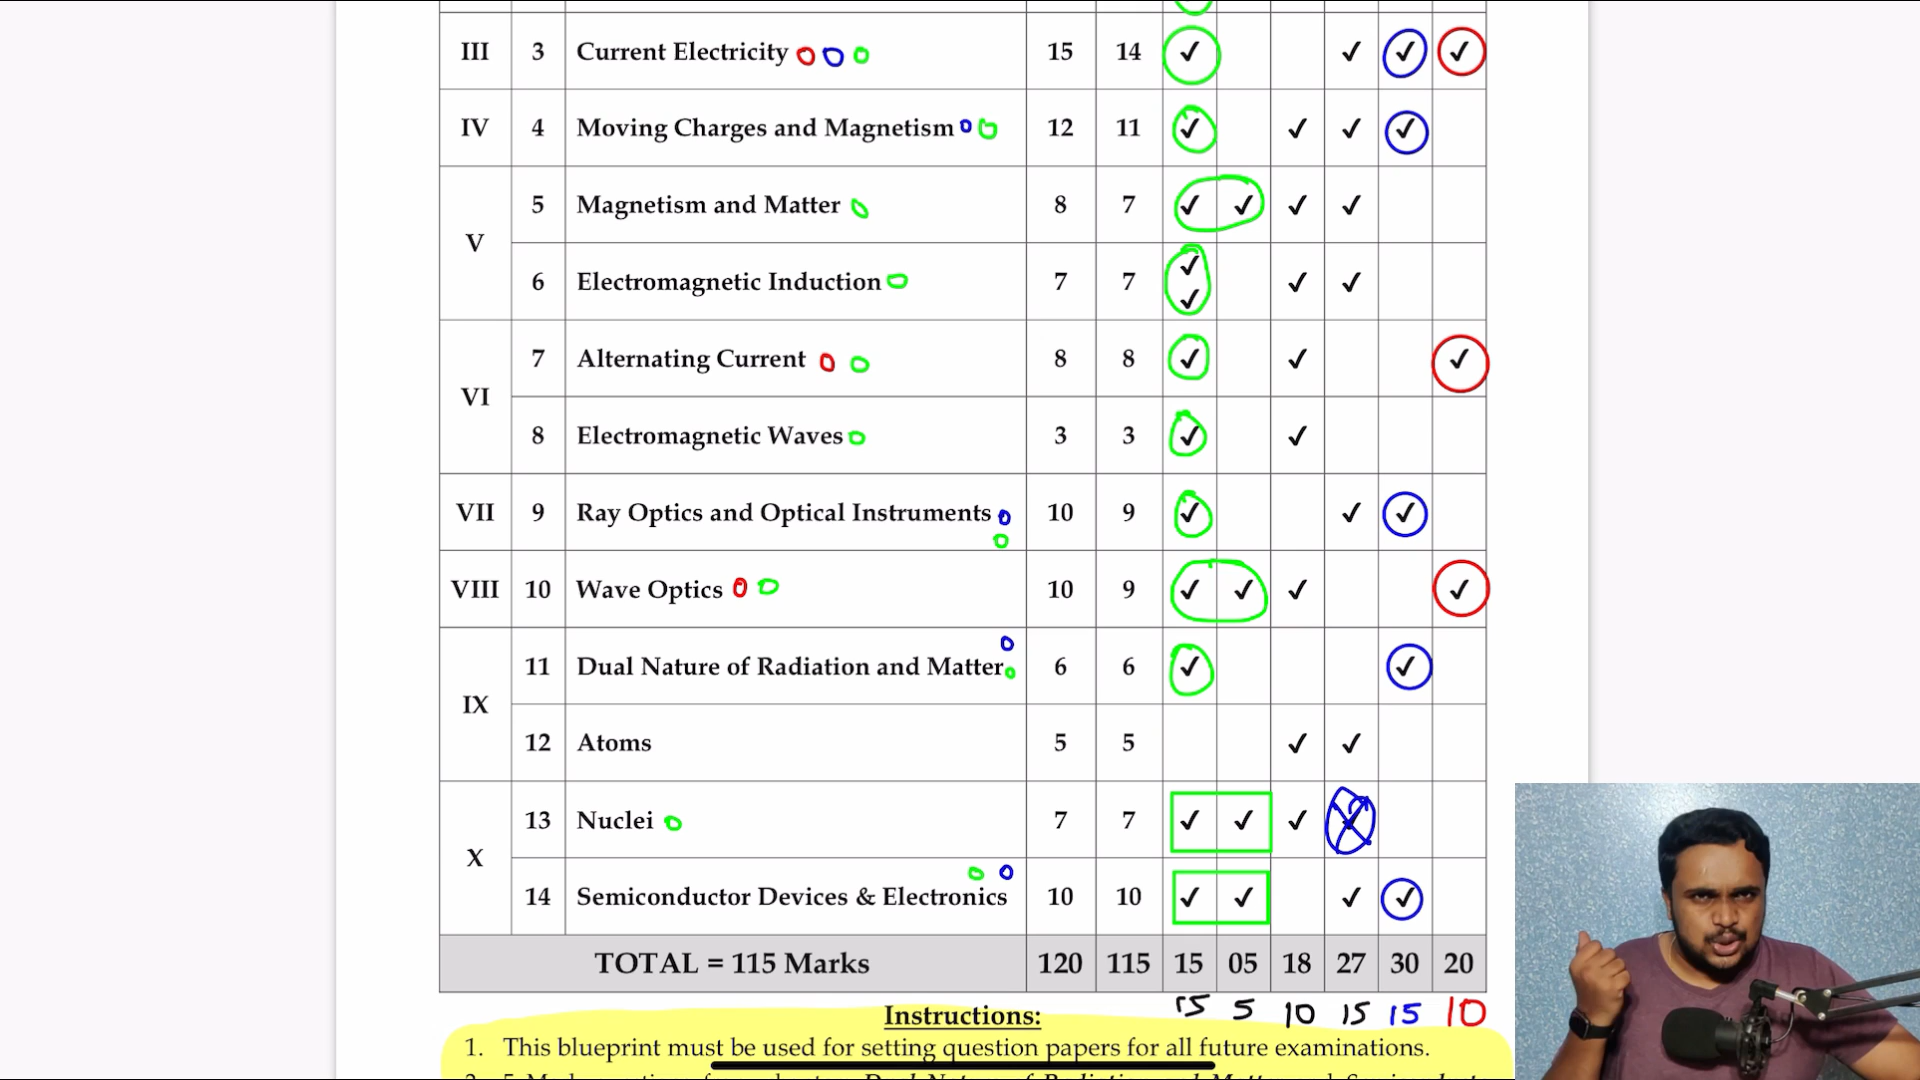 III 3 Current Electricity 15 14 ✓ ✓ ✓ ✓
IV 4 Moving Charges and Magnetism 12 11 ✓ ✓ ✓ ✓
V
5 Magnetism and Matter 8 7 ✓ ✓ ✓ ✓
6 Electromagnetic Induction 7 7 ✓ ✓ ✓ ✓
VI
7 Alternating Current 8 8 ✓ ✓ ✓
8 Electromagnetic Waves 3 3 ✓ ✓
VII 9 Ray Optics and Optical Instruments 10 9 ✓ ✓ ✓
VIII 10 Wave Optics 10 9 ✓ ✓ ✓ ✓
IX
11 Dual Nature of Radiation and Matter 6 6 ✓ ✓
12 Atoms 5 5 ✓ ✓
X
13 Nuclei 7 7 ✓ ✓ ✓
14 Semiconductor Devices & Electronics 10 10 ✓ ✓ ✓ ✓
TOTAL = 115 Marks 120 115 15 05 18 27 30 20
15 5 10 15 15 10
Instructions:
1. This blueprint must be used for setting question papers for all future examinations.